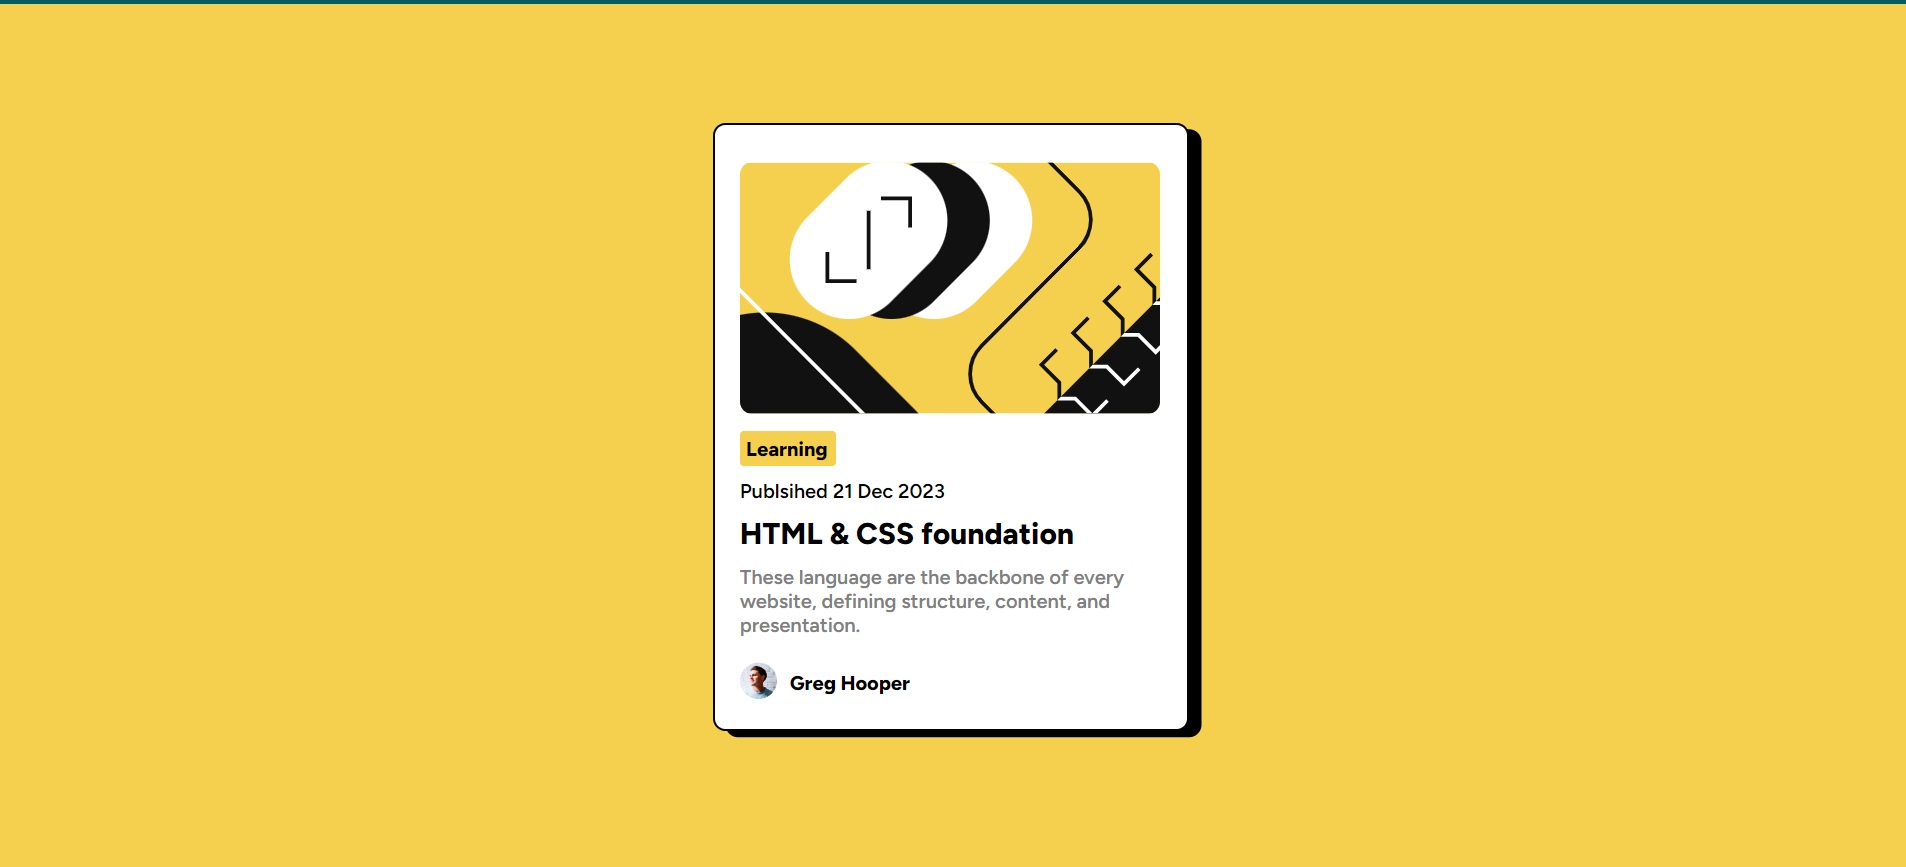 Learning
Publsihed 21 Dec 2023
HTML & CSS foundation
These language are the backbone of every
website, defining structure, content, and
presentation.
Greg Hooper